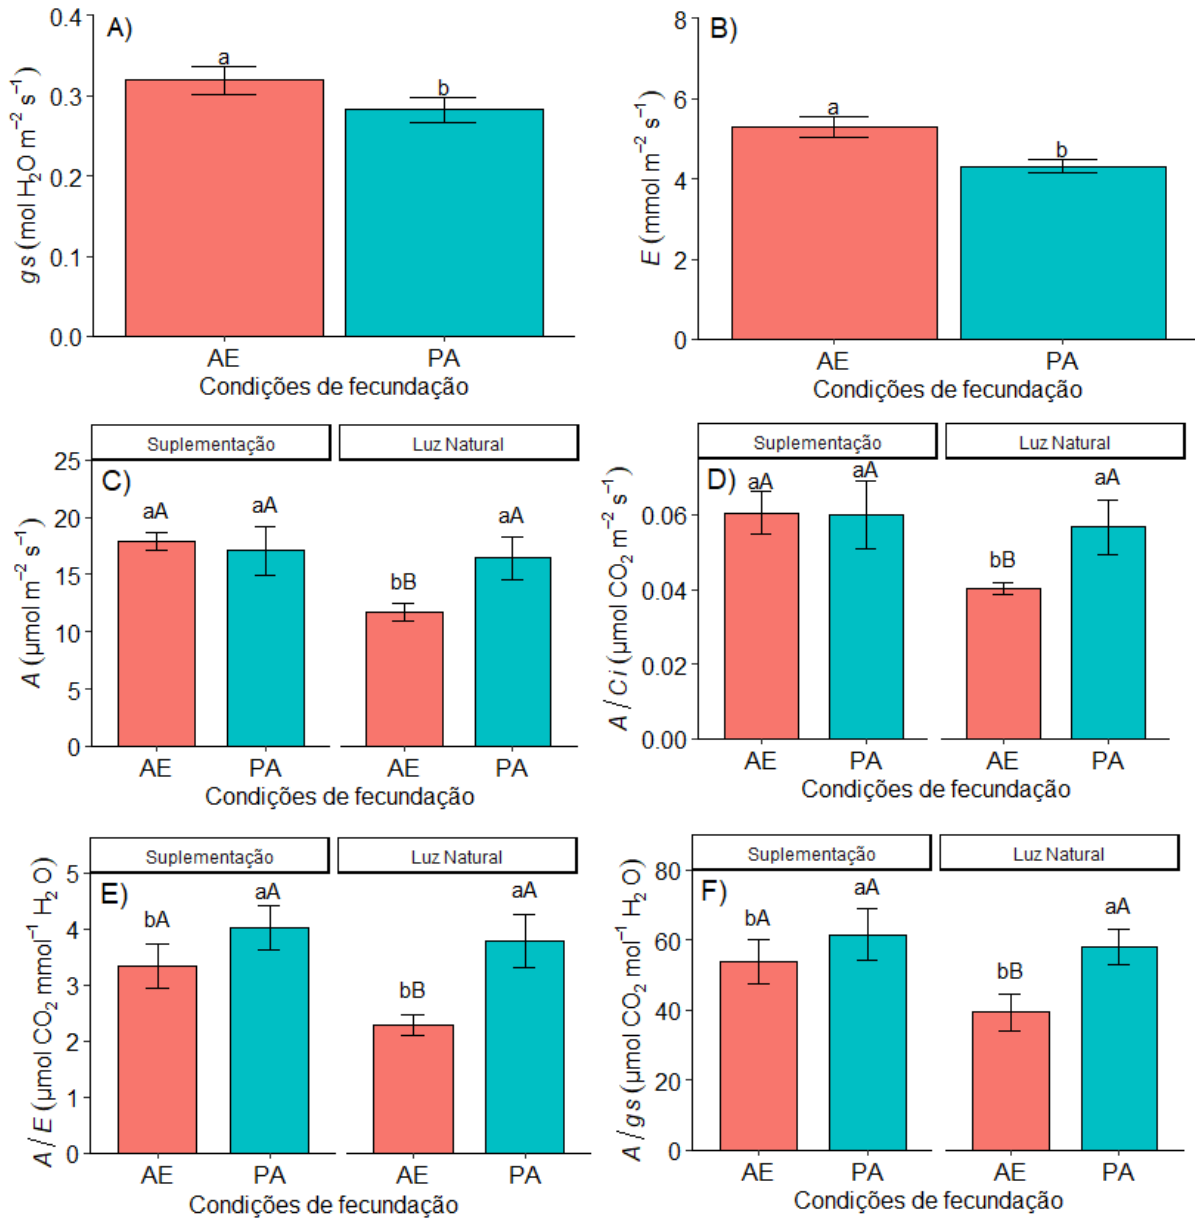 A)
a
b
0.4
0.3
0.2
0.1
0.0
gs (mol H₂O m⁻² s⁻¹)
AE PA
Condições de fecundação
B)
a
b
8
6
4
2
0
E (mmol m⁻² s⁻¹)
AE PA
Condições de fecundação
Suplementação Luz Natural
C)
aA aA bB aA
25
20
15
10
5
0
A (µmol m⁻² s⁻¹)
AE PA AE PA
Condições de fecundação
Suplementação Luz Natural
D)
aA aA bB aA
0.06
0.04
0.02
0.00
A / Ci (µmol CO₂ m⁻² s⁻¹)
AE PA AE PA
Condições de fecundação
Suplementação Luz Natural
E)
bA aA bB aA
5
4
3
2
1
0
A / E (µmol CO₂ mmol⁻¹ H₂ O)
AE PA AE PA
Condições de fecundação
Suplementação Luz Natural
F)
bA aA bB aA
80
60
40
20
0
A / gs (µmol CO₂ mol⁻¹ H₂ O)
AE PA AE PA
Condições de fecundação